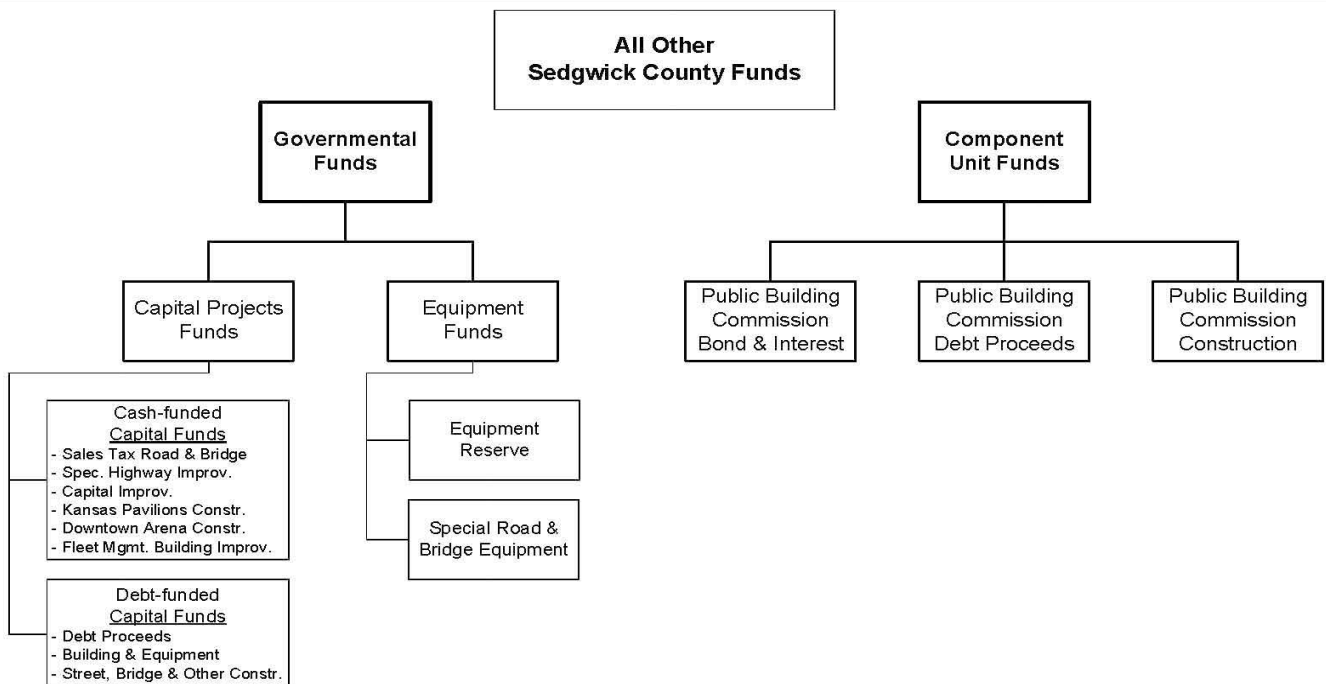 All Other
Sedgwick County Funds
Governmental
Funds
Component
Unit Funds
Capital Projects
Funds
Equipment
Funds
Public Building
Commission
Bond & Interest
Public Building
Commission
Debt Proceeds
Public Building
Commission
Construction
Cash-funded
Capital Funds
- Sales Tax Road & Bridge
- Spec. Highway Improv.
- Capital Improv.
- Kansas Pavilions Constr.
- Downtown Arena Constr.
- Fleet Mgmt. Building Improv.
Equipment
Reserve
Special Road &
Bridge Equipment
Debt-funded
Capital Funds
- Debt Proceeds
- Building & Equipment
- Street, Bridge & Other Constr.